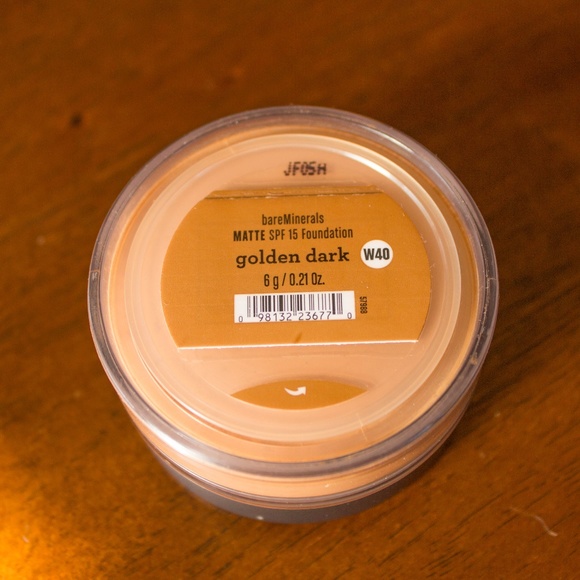 JF05H
bareMinerals
MATTE SPF 15 Foundation
golden dark W40
6 g / 0.21 Oz.
0 98132 23677 0